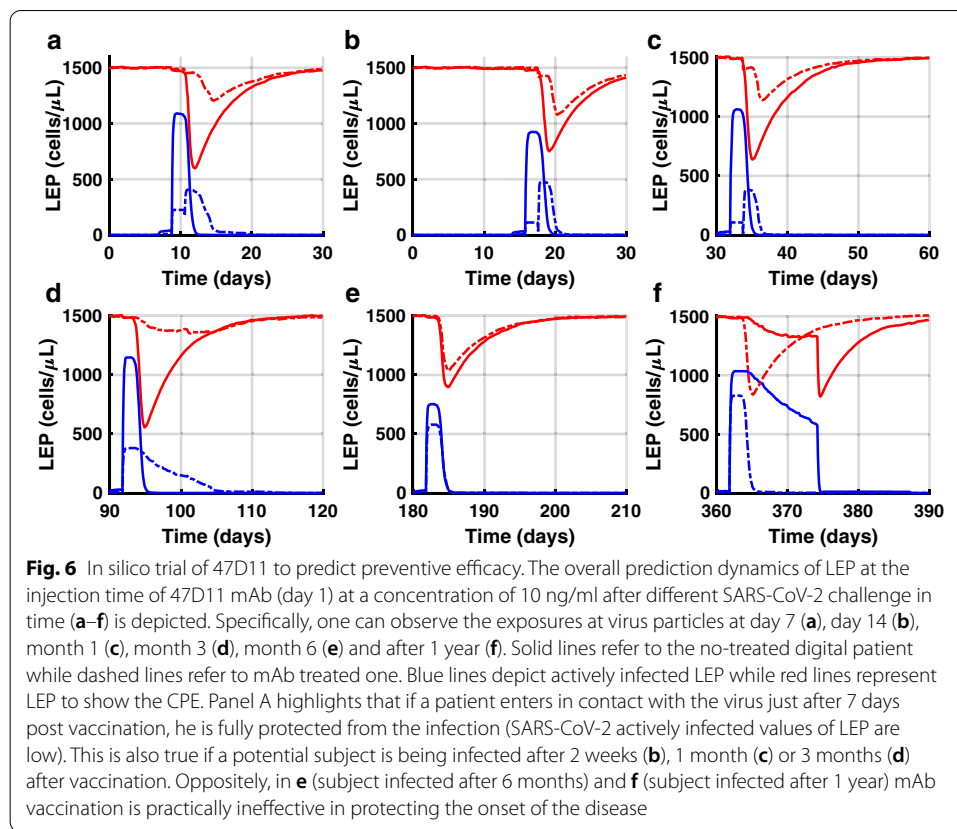 a
b
c
1500
1000
500
0
LEP (cells/μL)
0 10 20 30
Time (days)
1500
1000
500
0
LEP (cells/μL)
0 10 20 30
Time (days)
1500
1000
500
0
LEP (cells/μL)
30 40 50 60
Time (days)
d
e
f
1500
1000
500
0
LEP (cells/μL)
90 100 110 120
Time (days)
1500
1000
500
0
LEP (cells/μL)
180 190 200 210
Time (days)
1500
1000
500
0
LEP (cells/μL)
360 370 380 390
Time (days)
Fig. 6 In silico trial of 47D11 to predict preventive efficacy. The overall prediction dynamics of LEP at the
injection time of 47D11 mAb (day 1) at a concentration of 10 ng/ml after different SARS-CoV-2 challenge in
time (a–f) is depicted. Specifically, one can observe the exposures at virus particles at day 7 (a), day 14 (b),
month 1 (c), month 3 (d), month 6 (e) and after 1 year (f). Solid lines refer to the no-treated digital patient
while dashed lines refer to mAb treated one. Blue lines depict actively infected LEP while red lines represent
LEP to show the CPE. Panel A highlights that if a patient enters in contact with the virus just after 7 days
post vaccination, he is fully protected from the infection (SARS-CoV-2 actively infected values of LEP are
low). This is also true if a potential subject is being infected after 2 weeks (b), 1 month (c) or 3 months (d)
after vaccination. Oppositely, in e (subject infected after 6 months) and f (subject infected after 1 year) mAb
vaccination is practically ineffective in protecting the onset of the disease